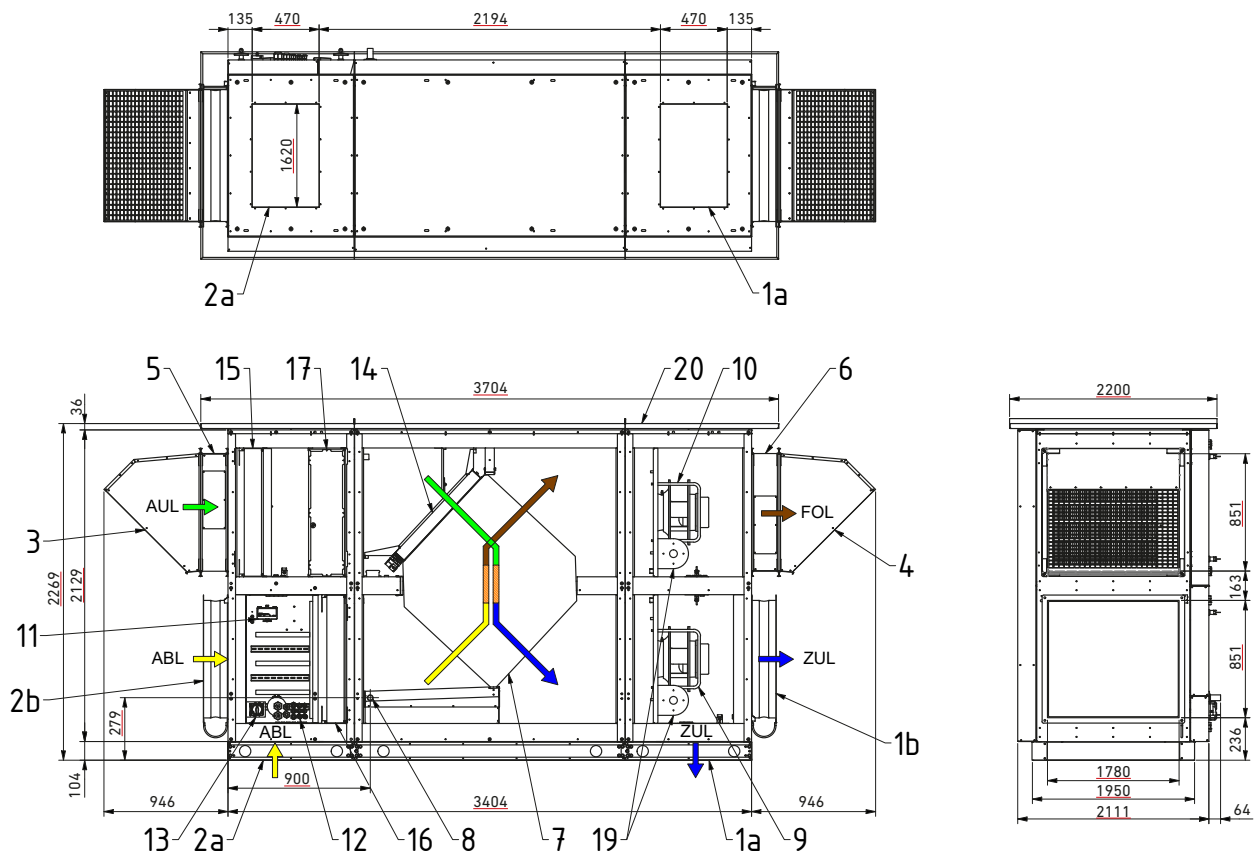 135 470 2194 470 135
1620
2a 1a
5 15 17 14 20 10 6
3704 2200
36
AUL FOL
3 4
2269 2129
851
163
11
ABL ZUL
2b
851
279
ABL ZUL
1b
236
104
900
1780
946 3404 946
1950
2111 64
13 2a 12 16 8 7 19 1a 9